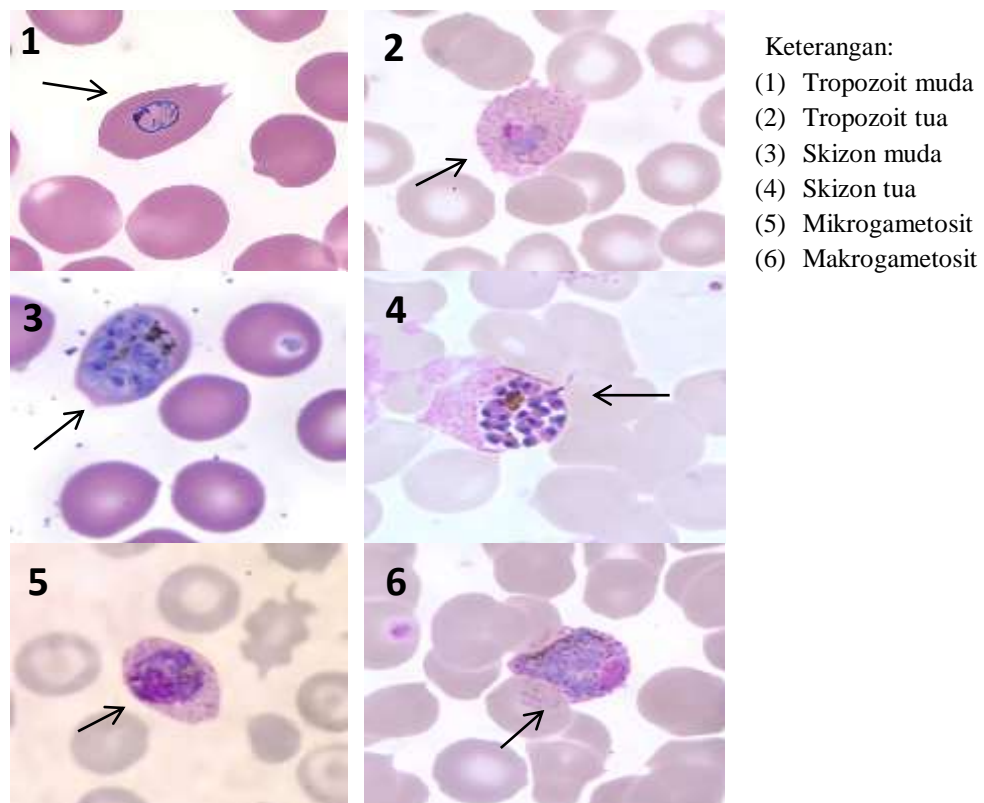 1
2
Keterangan:
(1) Tropozoit muda
(2) Tropozoit tua
(3) Skizon muda
(4) Skizon tua
(5) Mikrogametosit
(6) Makrogametosit
3
4
5
6